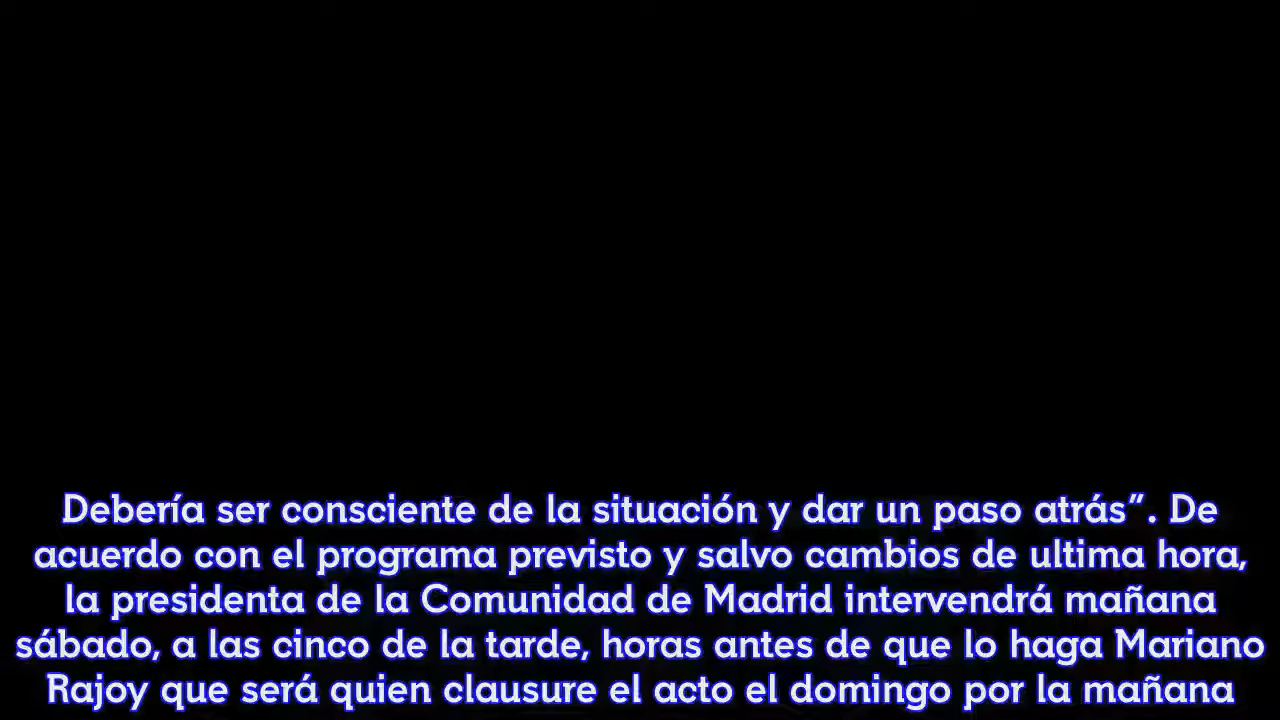 Debería ser consciente de la situación y dar un paso atrás”. De
acuerdo con el programa previsto y salvo cambios de ultima hora,
la presidenta de la Comunidad de Madrid intervendrá mañana
sábado, a las cinco de la tarde, horas antes de que lo haga Mariano
Rajoy que será quien clausure el acto el domingo por la mañana